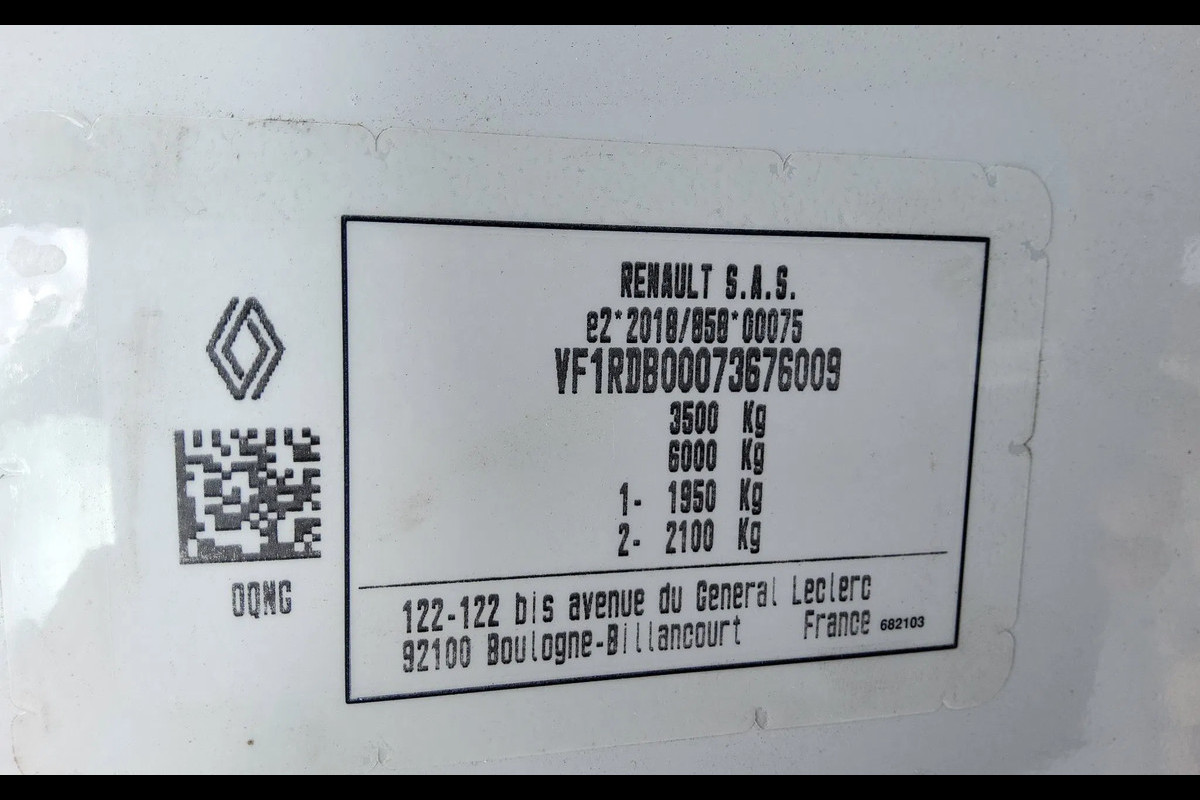 RENAULT S.A.S.
e2*2018/858*00075
VF1RDB00073676009
3500 Kg
6000 Kg
1- 1950 Kg
2- 2100 Kg
0QNG
122-122 bis avenue du General Leclerc
92100 Boulogne-Billancourt France 682103